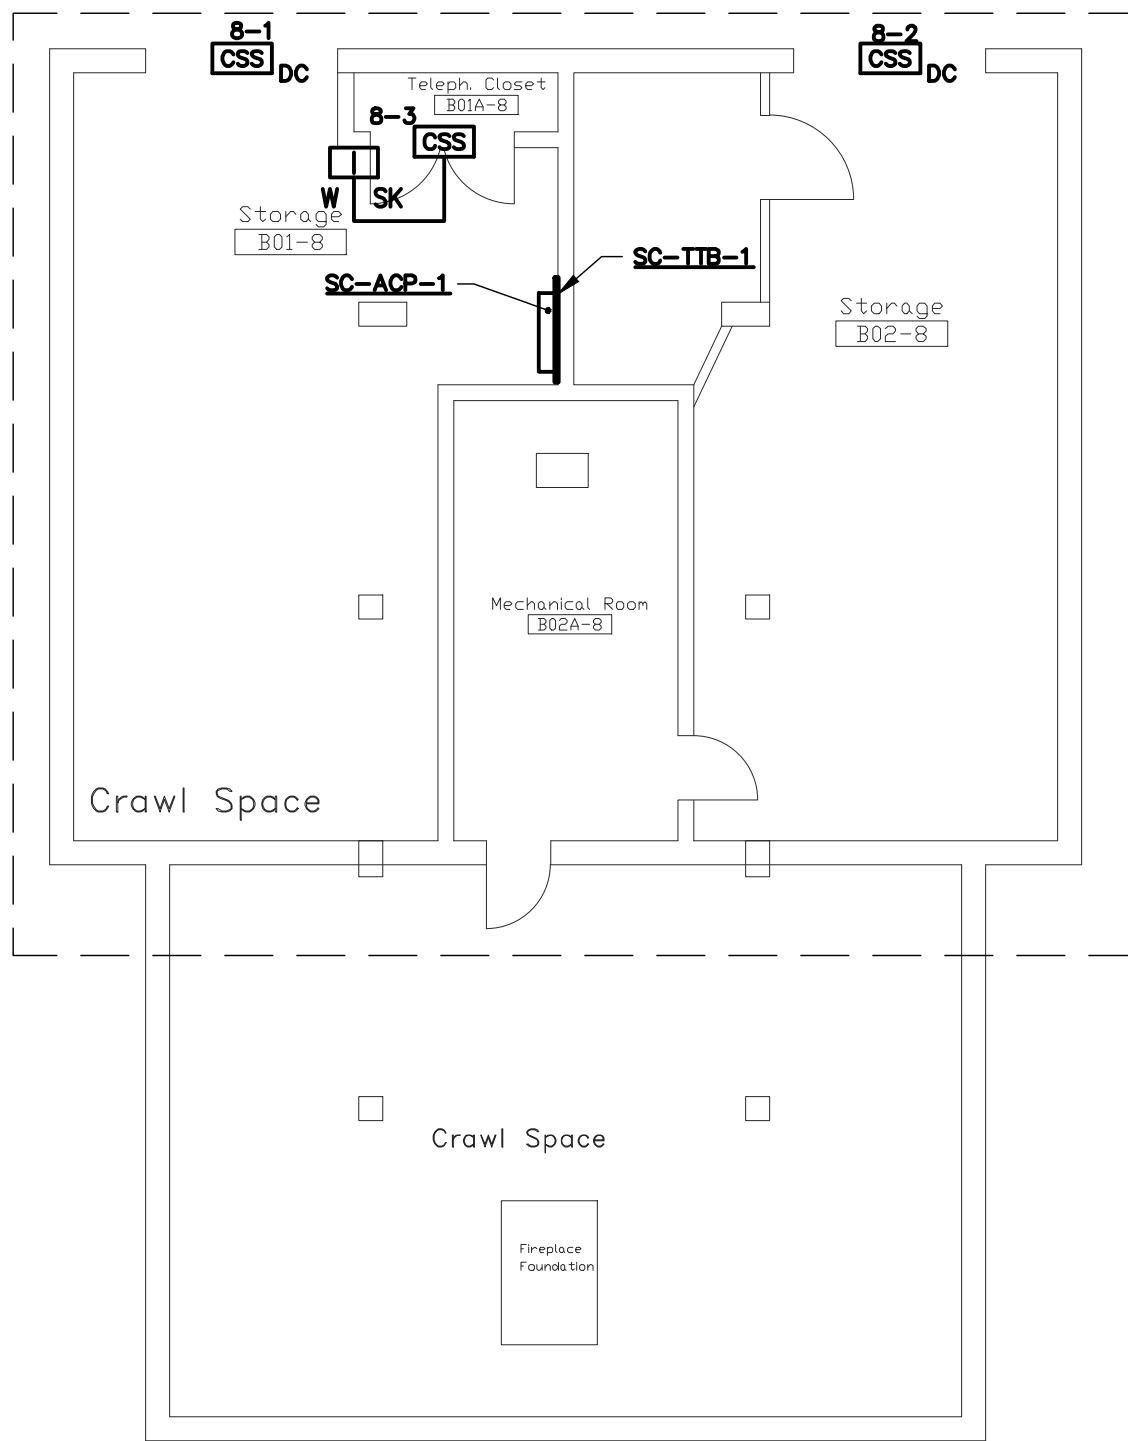 8-1
CSS
DC
8-2
CSS
DC
Teleph. Closet
B01A-8
8-3
CSS
W
SK
Storage
B01-8
SC-TTB-1
SC-ACP-1
Storage
B02-8
Mechanical Room
B02A-8
Crawl Space
Crawl Space
Fireplace
Foundation